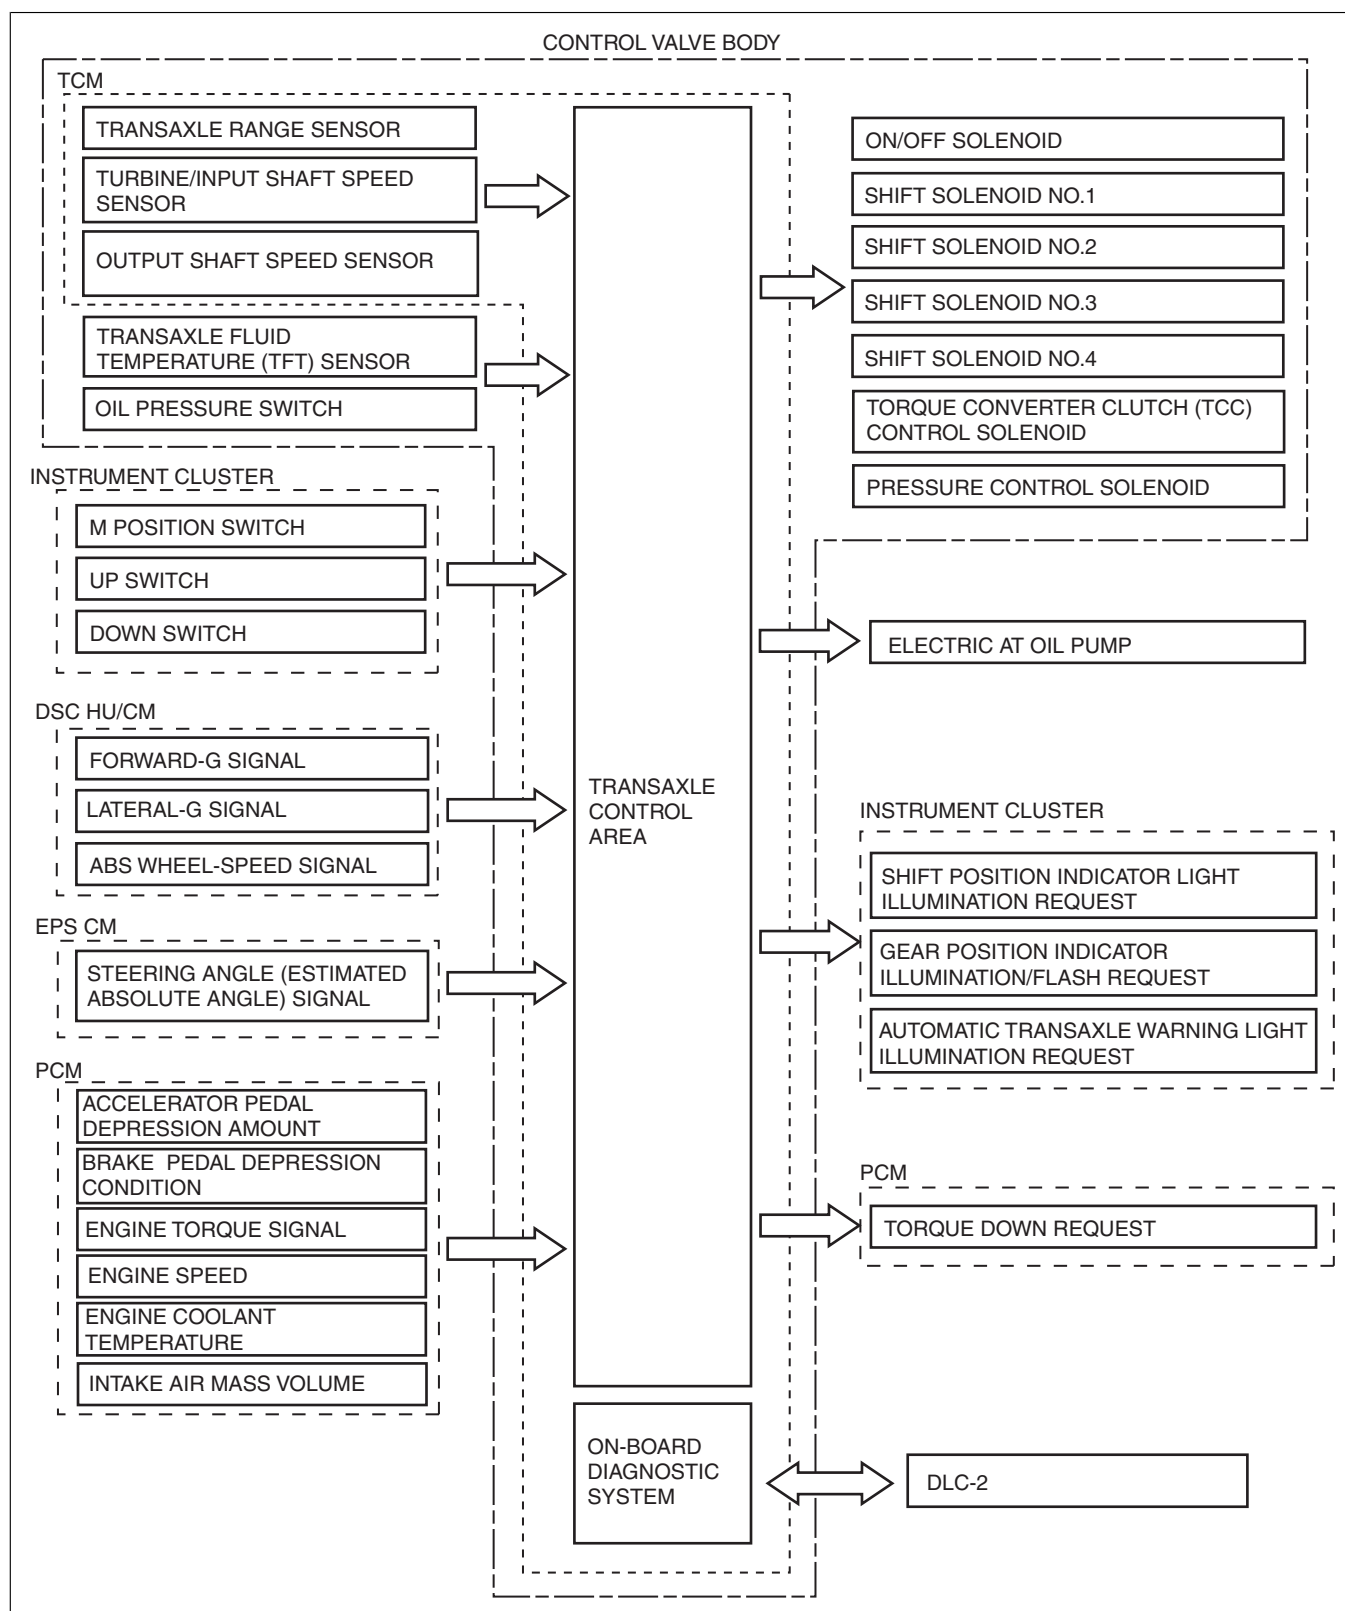 CONTROL VALVE BODY
TCM
TRANSAXLE RANGE SENSOR
TURBINE/INPUT SHAFT SPEED
SENSOR
OUTPUT SHAFT SPEED SENSOR
TRANSAXLE FLUID
TEMPERATURE (TFT) SENSOR
OIL PRESSURE SWITCH
INSTRUMENT CLUSTER
M POSITION SWITCH
UP SWITCH
DOWN SWITCH
DSC HU/CM
FORWARD-G SIGNAL
LATERAL-G SIGNAL
ABS WHEEL-SPEED SIGNAL
EPS CM
STEERING ANGLE (ESTIMATED
ABSOLUTE ANGLE) SIGNAL
PCM
ACCELERATOR PEDAL
DEPRESSION AMOUNT
BRAKE  PEDAL DEPRESSION
CONDITION
ENGINE TORQUE SIGNAL
ENGINE SPEED
ENGINE COOLANT
TEMPERATURE
INTAKE AIR MASS VOLUME
TRANSAXLE
CONTROL
AREA
ON-BOARD
DIAGNOSTIC
SYSTEM
ON/OFF SOLENOID
SHIFT SOLENOID NO.1
SHIFT SOLENOID NO.2
SHIFT SOLENOID NO.3
SHIFT SOLENOID NO.4
TORQUE CONVERTER CLUTCH (TCC)
CONTROL SOLENOID
PRESSURE CONTROL SOLENOID
ELECTRIC AT OIL PUMP
INSTRUMENT CLUSTER
SHIFT POSITION INDICATOR LIGHT
ILLUMINATION REQUEST
GEAR POSITION INDICATOR
ILLUMINATION/FLASH REQUEST
AUTOMATIC TRANSAXLE WARNING LIGHT
ILLUMINATION REQUEST
PCM
TORQUE DOWN REQUEST
DLC-2